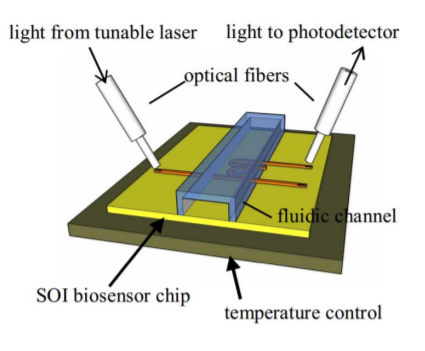 light from tunable laser
light to photodetector
optical fibers
fluidic channel
SOI biosensor chip
temperature control